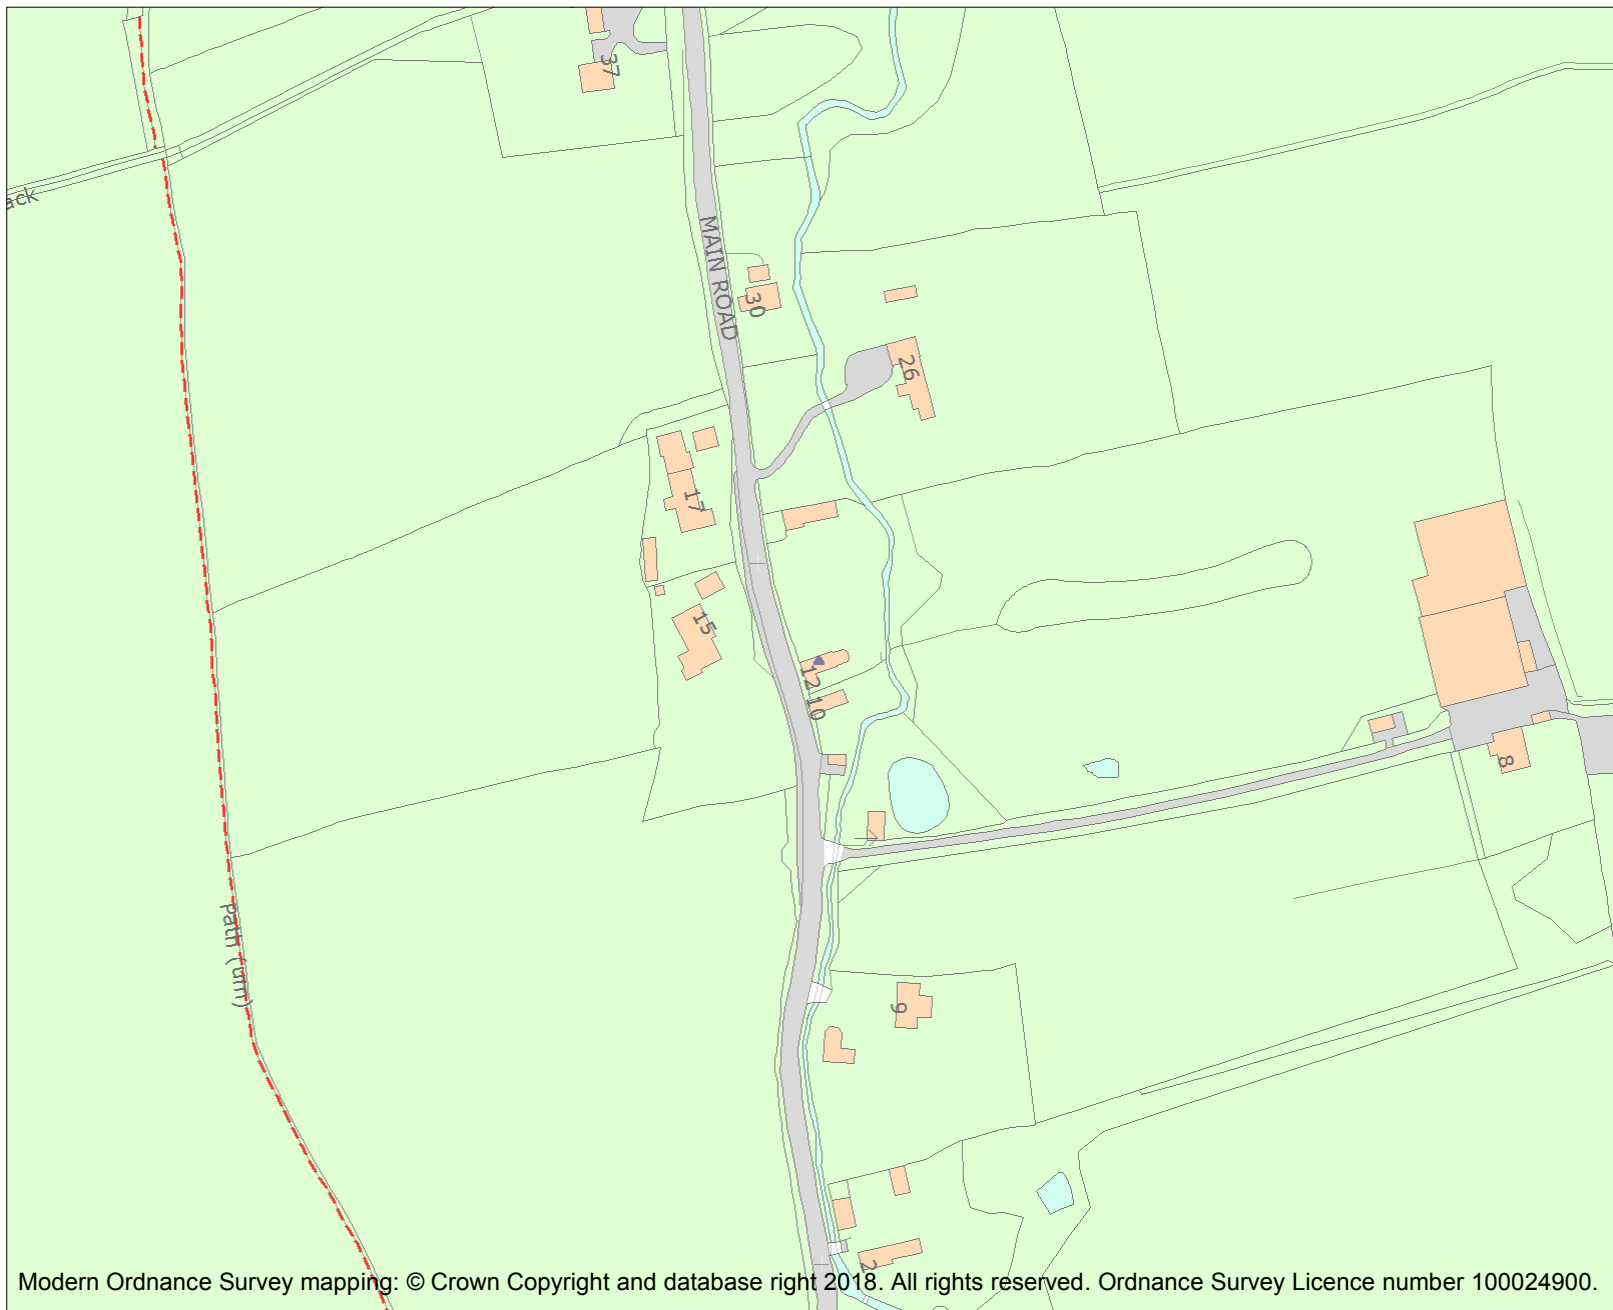 37
ack
MAIN ROAD
30
26
17
15
12
10
8
Path (um)
9
2
Modern Ordnance Survey mapping: © Crown Copyright and database right 2018. All rights reserved. Ordnance Survey Licence number 100024900.